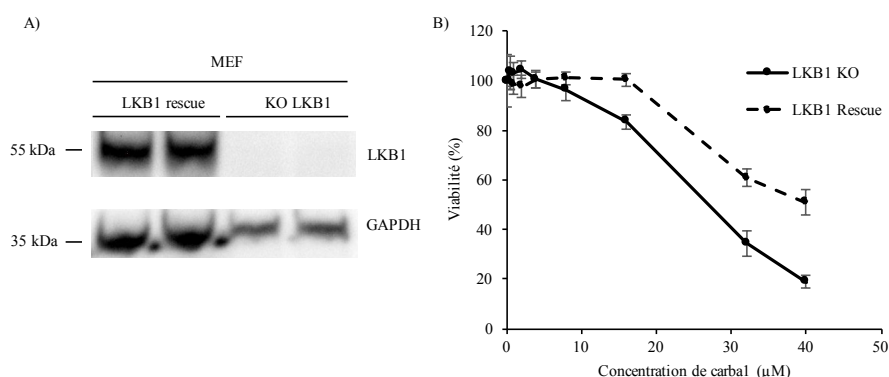 A)
MEF
LKB1 rescue
KO LKB1
55 kDa
LKB1
GAPDH
35 kDa
B)
120
100
80
60
40
20
0
Viabilité (%)
0
10
20
30
40
50
Concentration de carba1 (µM)
LKB1 KO
LKB1 Rescue